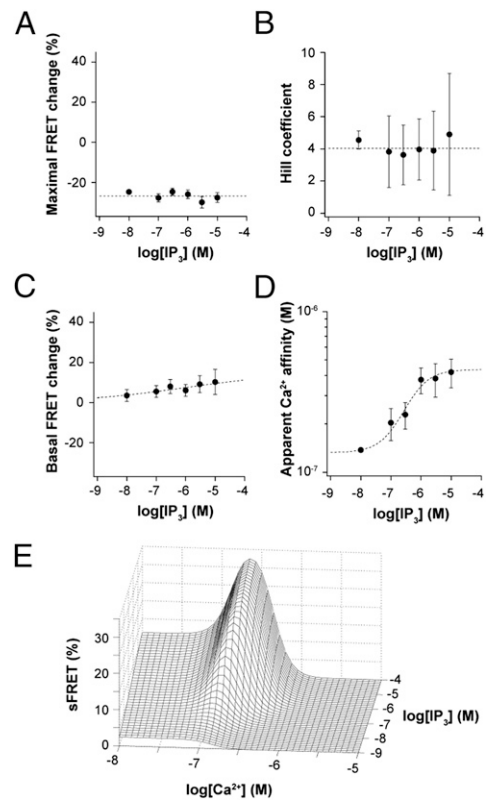 A
Maximal FRET change (%)
40
20
0
-20
-9 -8 -7 -6 -5 -4
log[IP3] (M)
B
Hill coefficient
10
8
6
4
2
0
-9 -8 -7 -6 -5 -4
log[IP3] (M)
C
Basal FRET change (%)
40
20
0
-20
-9 -8 -7 -6 -5 -4
log[IP3] (M)
D
Apparent Ca2+ affinity (M)
10-6
10-7
-9 -8 -7 -6 -5 -4
log[IP3] (M)
E
sFRET (%)
30
20
10
0
-8
-7
-6
-5
log[Ca2+] (M)
-4
-5
-6
-7
-8
-9
log[IP3] (M)